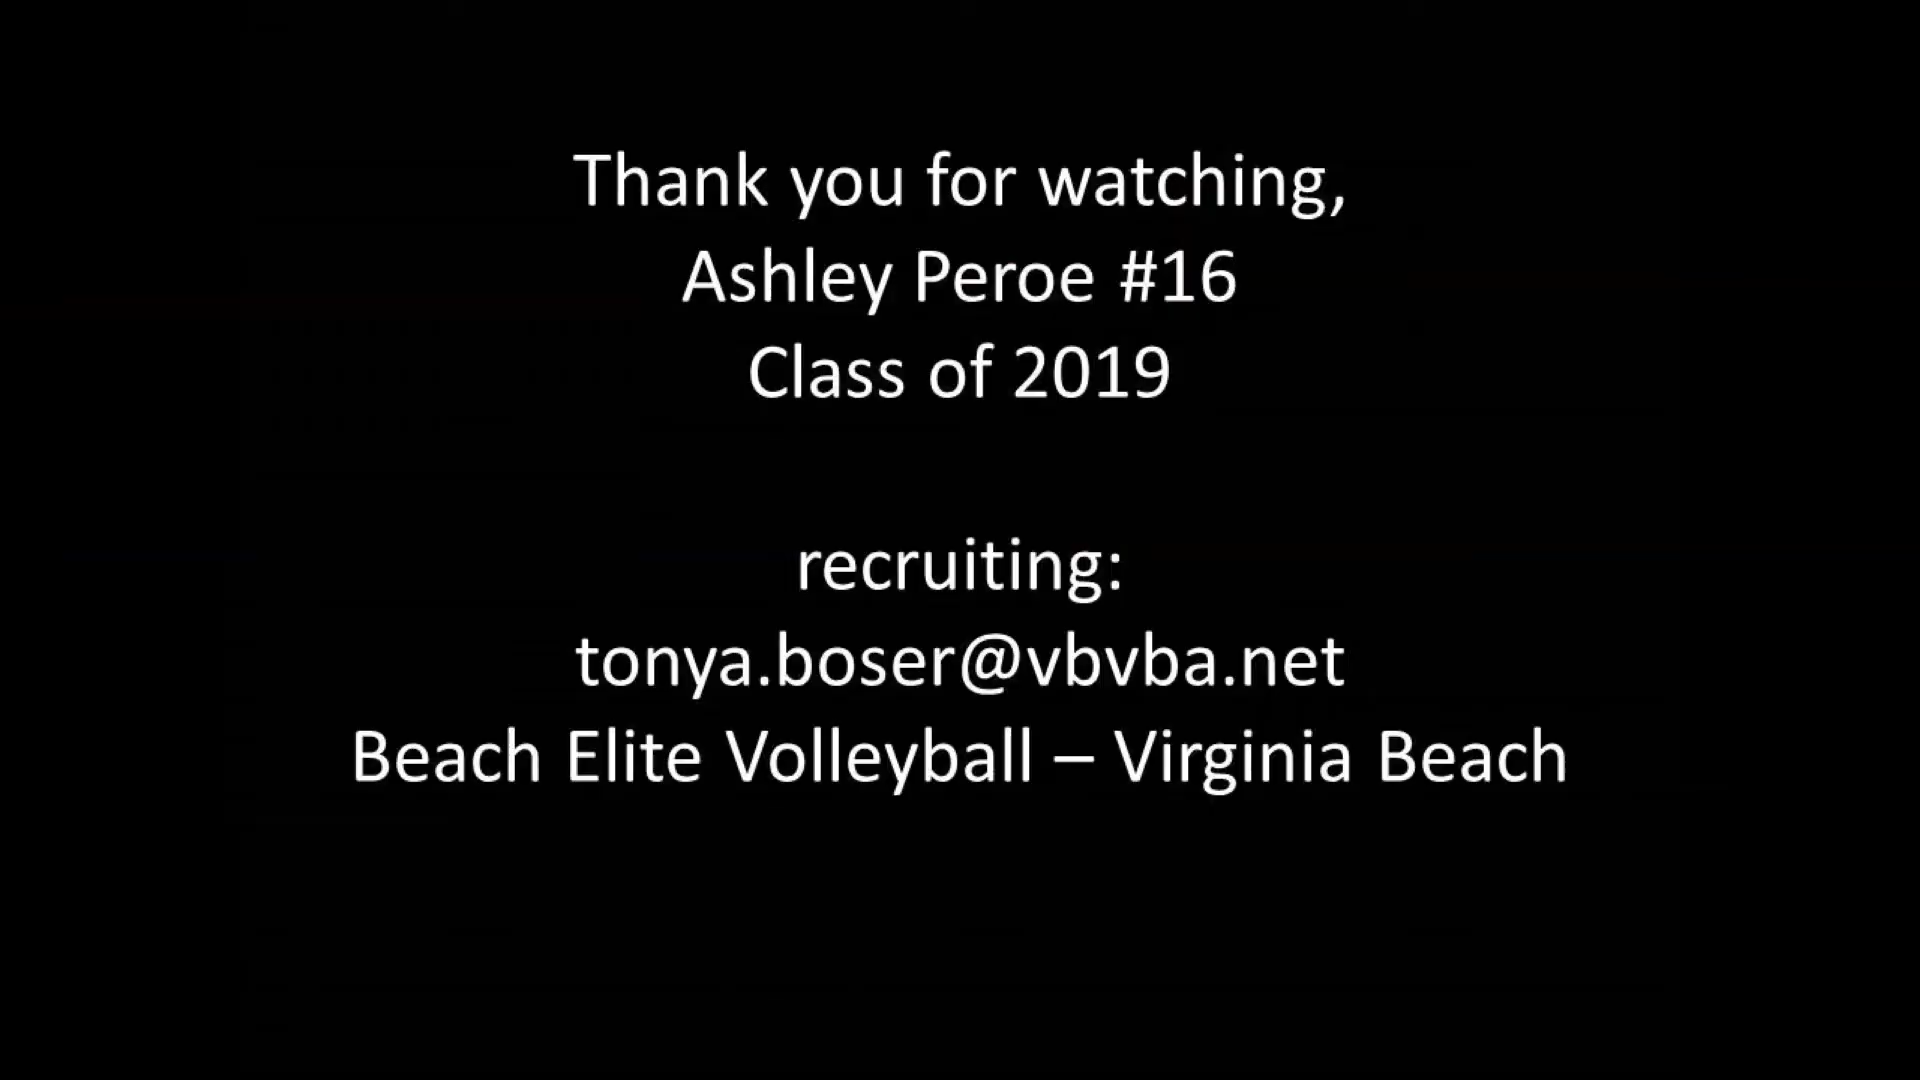 Thank you for watching,
Ashley Peroe #16
Class of 2019
recruiting:
tonya.boser@vbvba.net
Beach Elite Volleyball – Virginia Beach